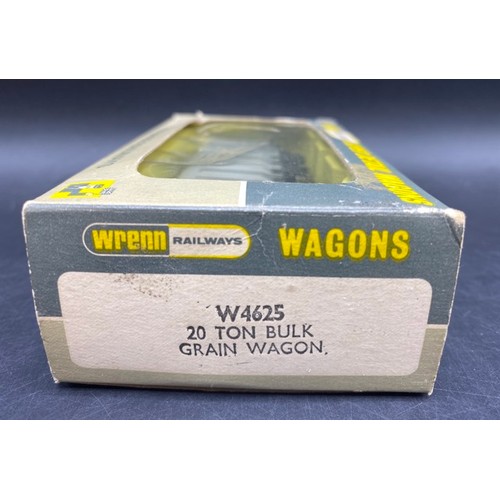 wrenn RAILWAYS WAGONS
W4625
20 TON BULK
GRAIN WAGON.